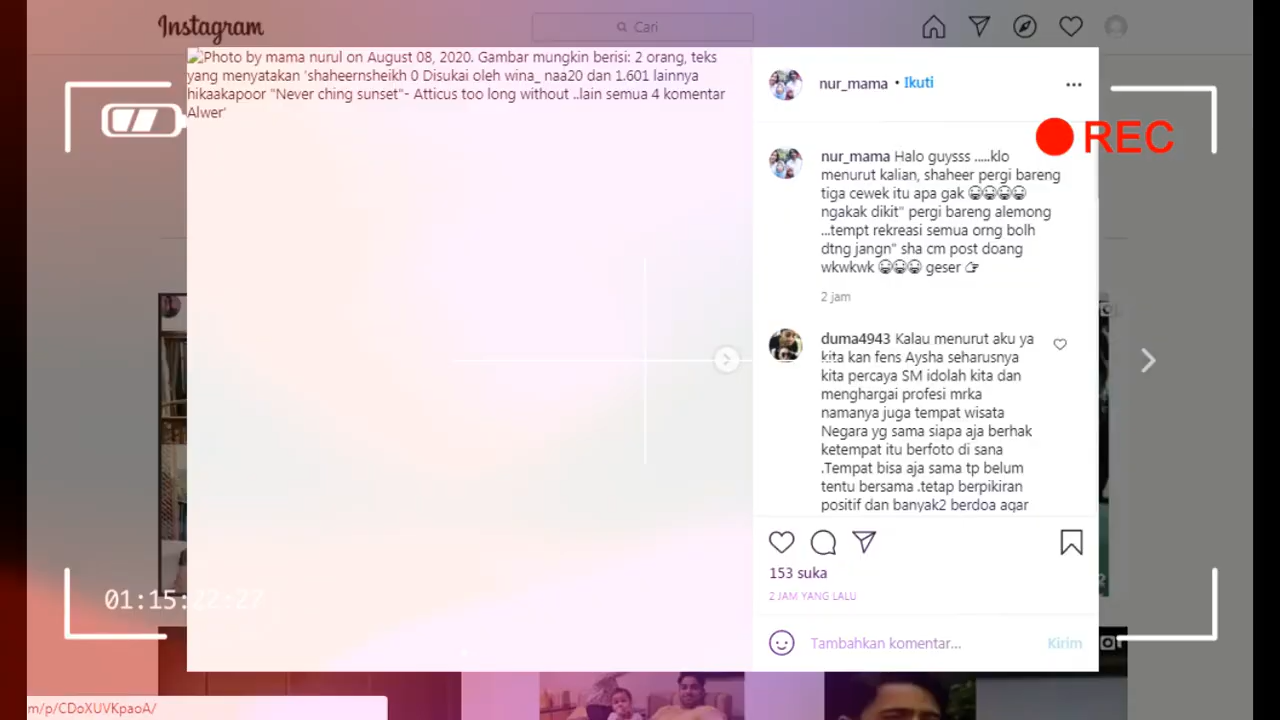 Instagram
Cari
Photo by mama nurul on August 08, 2020. Gambar mungkin berisi: 2 orang, teks
yang menyatakan 'shaheernsheikh 0 Disukai oleh wina_ naa20 dan 1.601 lainnya
hikaakapoor "Never ching sunset"- Atticus too long without ..lain semua 4 komentar
Alwer'
nur_mama • Ikuti
REC
nur_mama Halo guysss .....klo
menurut kalian, shaheer pergi bareng
tiga cewek itu apa gak 😂😂😂😂
ngakak dikit" pergi bareng alemong
...tempt rekreasi semua orng bolh
dtng jangn" sha cm post doang
wkwkwk 😂😂😂 geser 👉
2 jam
duma4943 Kalau menurut aku ya
kita kan fens Aysha seharusnya
kita percaya SM idolah kita dan
menghargai profesi mrka
namanya juga tempat wisata
Negara yg sama siapa aja berhak
ketempat itu berfoto di sana
.Tempat bisa aja sama tp belum
tentu bersama .tetap berpikiran
positif dan banyak2 berdoa agar
153 suka
2 JAM YANG LALU
01:15:22:27
Tambahkan komentar...
Kirim
m/p/CDoXUVKpaoA/